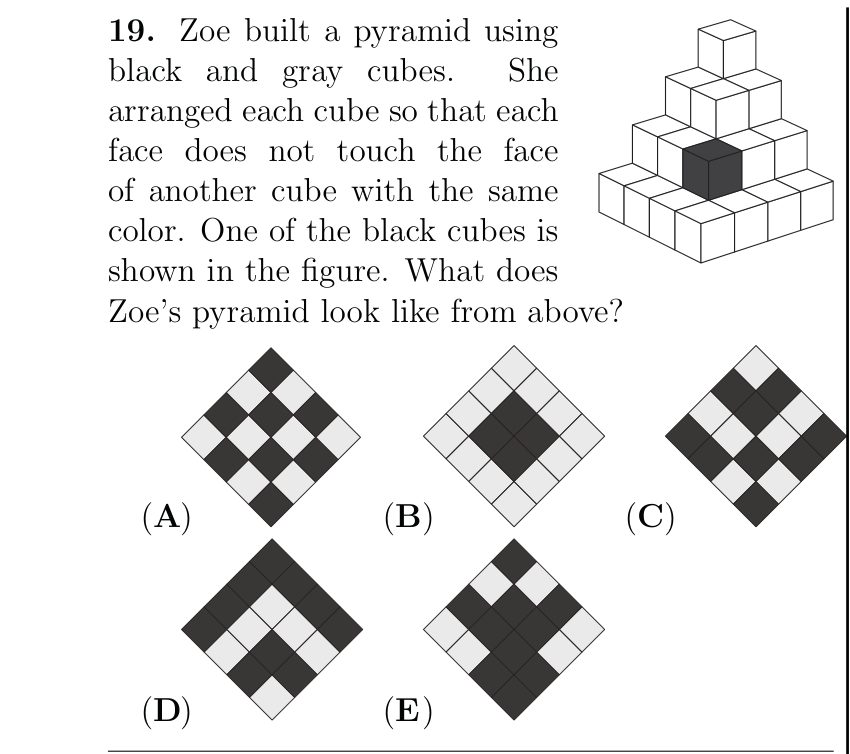 19. Zoe built a pyramid using
black and gray cubes. She
arranged each cube so that each
face does not touch the face
of another cube with the same
color. One of the black cubes is
shown in the figure. What does
Zoe's pyramid look like from above?
(A) (B) (C)
(D) (E)